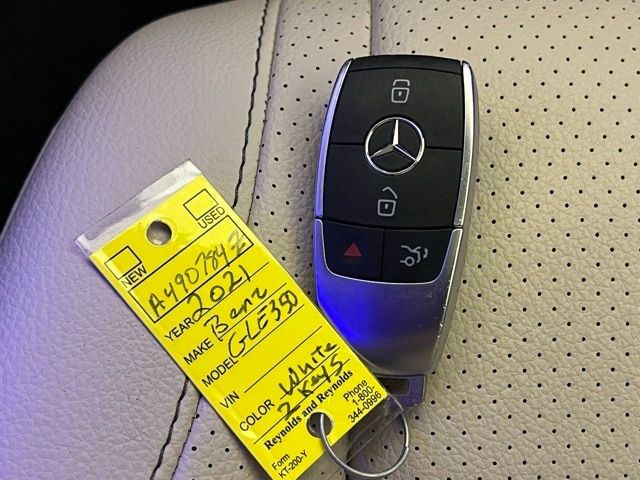 NEW USED
A490784Z
YEAR 2021
MAKE Benz
MODEL GLE350
VIN
COLOR White
2 Keys
Reynolds and Reynolds
Form
KT-200-Y
Phone
1-800-
344-0996